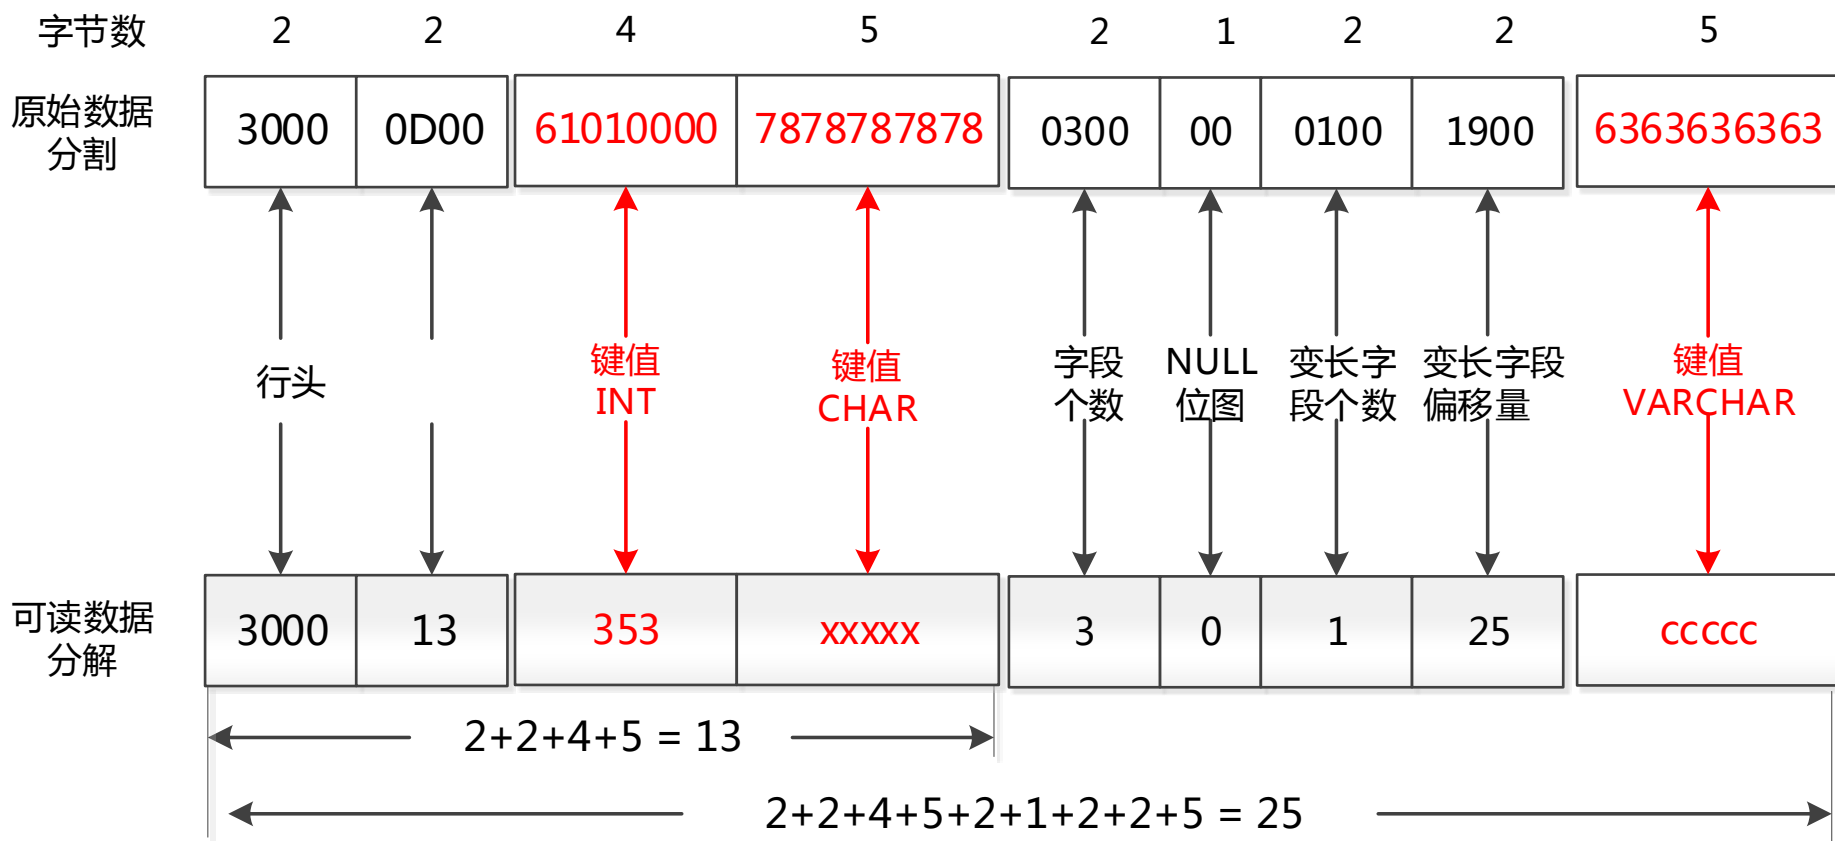 字节数 2 2 4 5 2 1 2 2 5
原始数据
分割
3000 0D00 61010000 7878787878 0300 00 0100 1900 6363636363
行头
键值
INT
键值
CHAR
字段
个数
NULL
位图
变长字
段个数
变长字段
偏移量
键值
VARCHAR
可读数据
分解
3000 13 353 xxxxx 3 0 1 25 ccccc
2+2+4+5 = 13
2+2+4+5+2+1+2+2+5 = 25